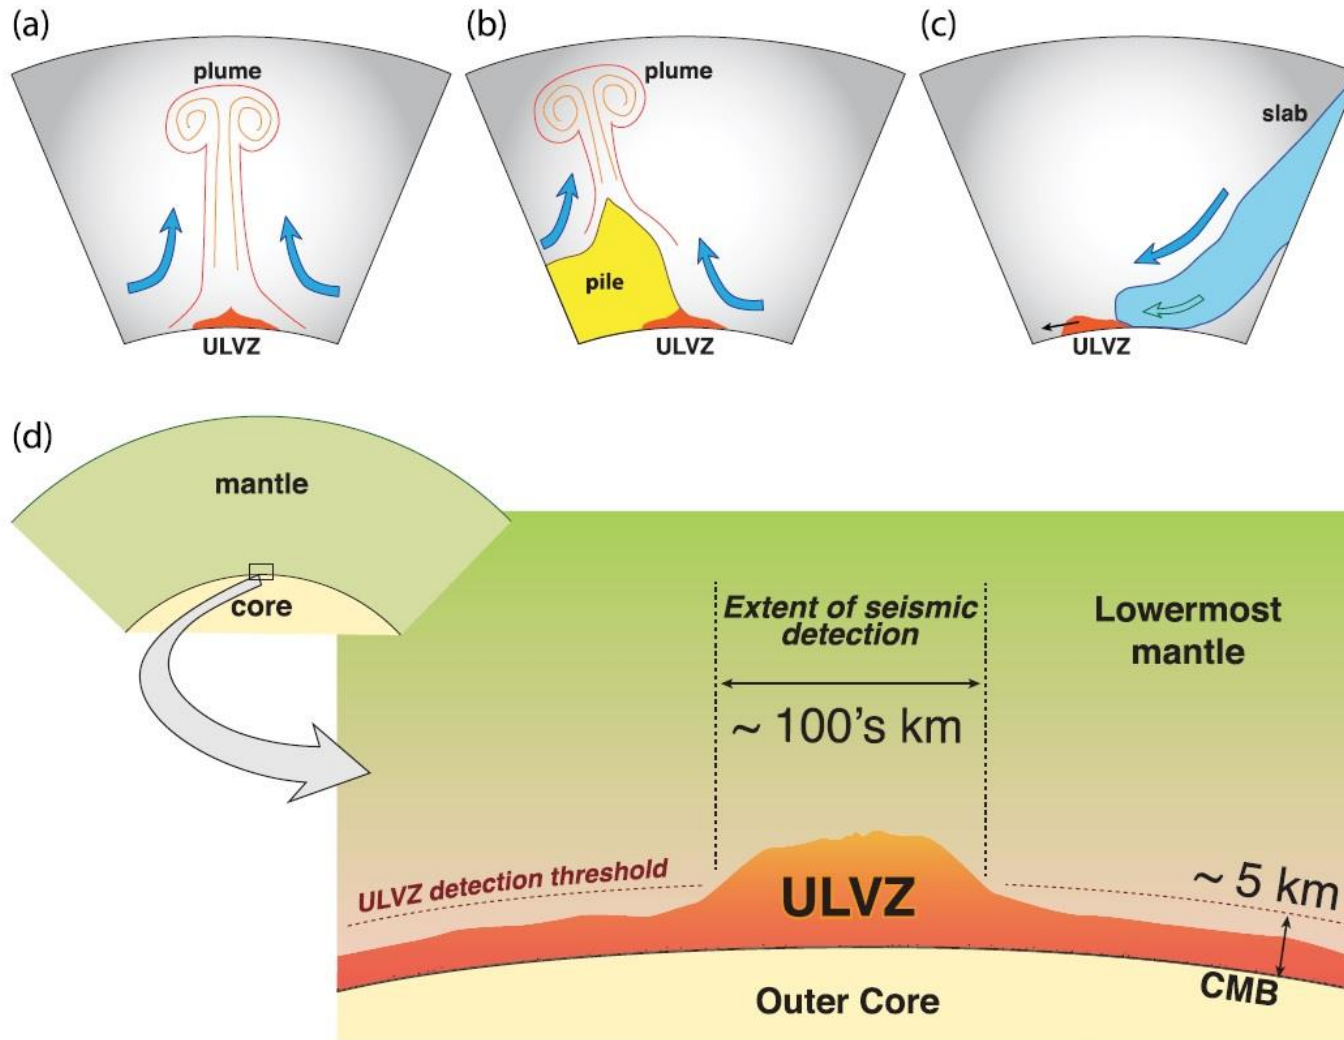 (a)
plume
ULVZ
(b)
plume
pile
ULVZ
(c)
slab
ULVZ
(d)
mantle
core
Extent of seismic
detection
~ 100's km
Lowermost
mantle
ULVZ detection threshold
ULVZ
~ 5 km
CMB
Outer Core